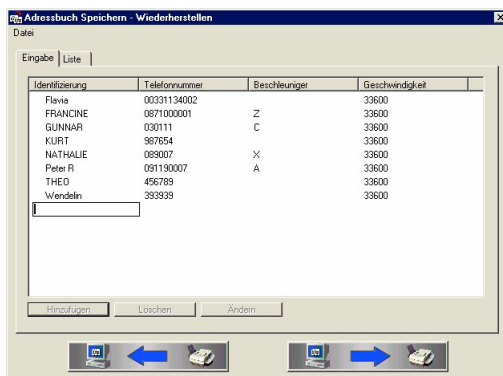 Adressbuch Speichern - Wiederherstellen
Datei
Eingabe Liste
Identifizierung Telefonnummer Beschleuniger Geschwindigkeit
Flavia 00331134002 33600
FRANCINE 0871000001 Z 33600
GUNNAR 030111 C 33600
KURT 987654 33600
NATHALIE 089007 X 33600
Peter R 091190007 A 33600
THEO 456789 33600
Wendelin 393939 33600
Hinzufügen Löschen Ändern